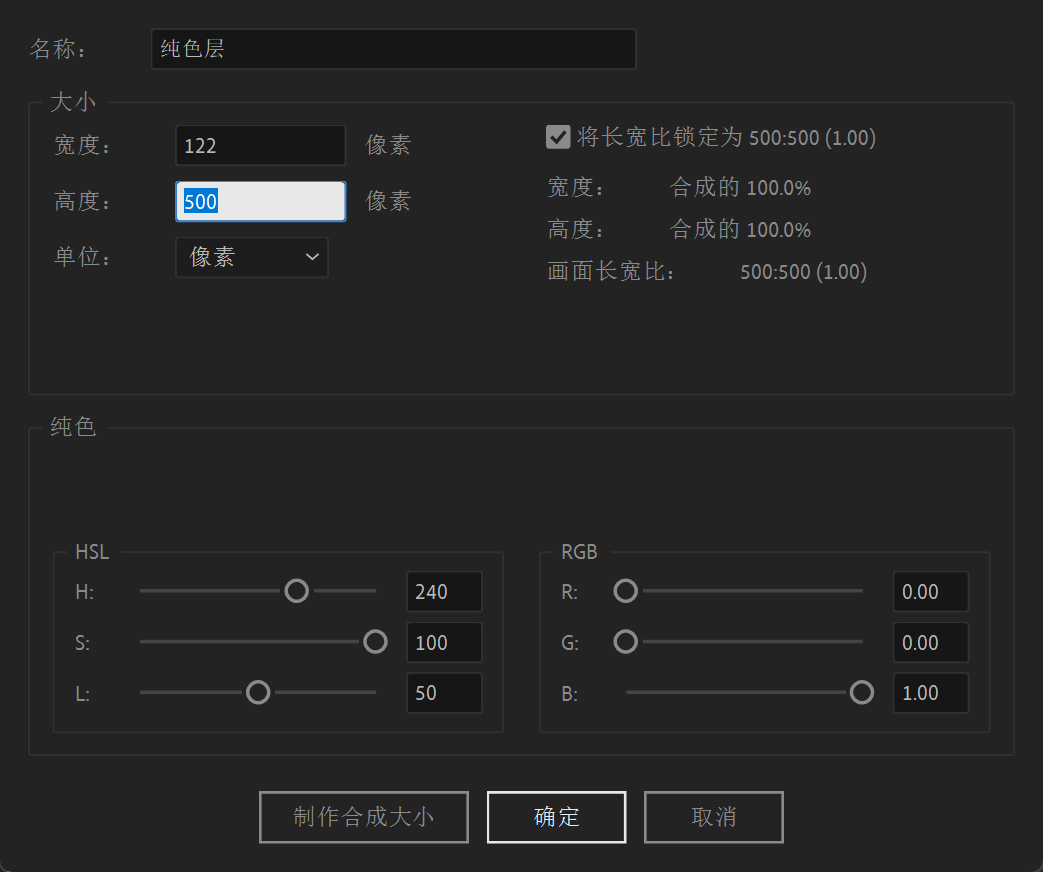 名称： 纯色层
大小
宽度： 122 像素
将长宽比锁定为 500:500 (1.00)
高度： 500 像素
宽度： 合成的 100.0%
高度： 合成的 100.0%
单位： 像素
画面长宽比： 500:500 (1.00)
纯色
HSL
H: 240
S: 100
L: 50
RGB
R: 0.00
G: 0.00
B: 1.00
制作合成大小 确定 取消